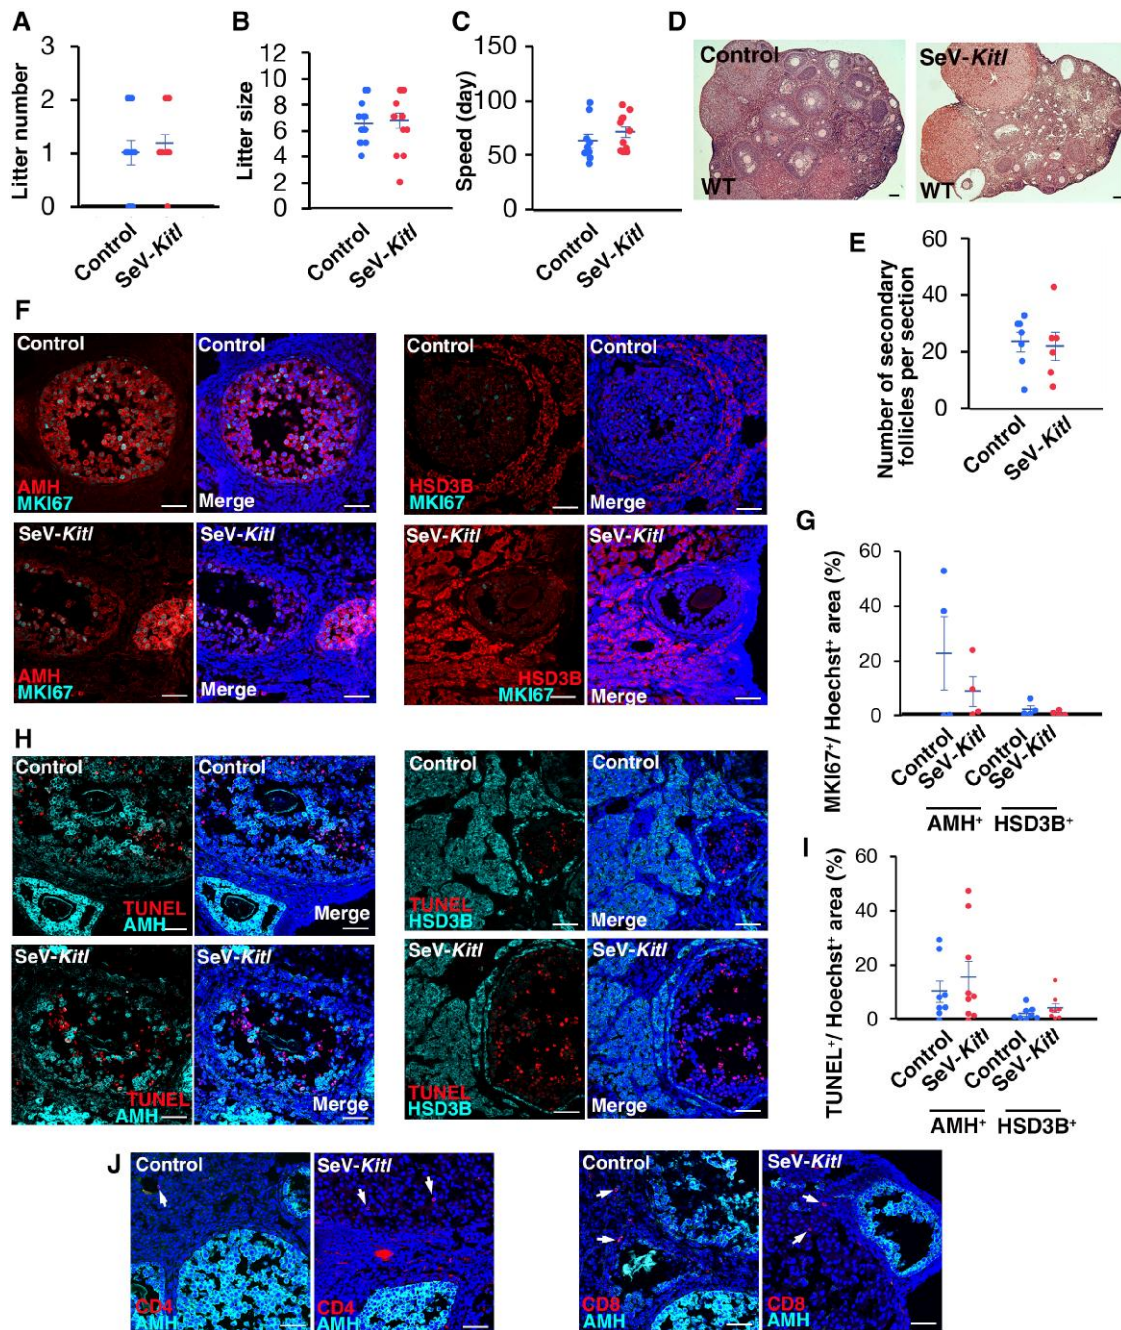 A
Litter number
3
2
1
0
Control
SeV-Kitl
B
Litter size
12
10
8
6
4
2
0
Control
SeV-Kitl
C
Speed (day)
150
100
50
0
Control
SeV-Kitl
D
Control
WT
SeV-Kitl
WT
E
Number of secondary
follicles per section
60
40
20
0
Control
SeV-Kitl
F
Control
AMH
MKI67
Control
Merge
Control
HSD3B
MKI67
Control
Merge
SeV-Kitl
AMH
MKI67
SeV-Kitl
Merge
SeV-Kitl
HSD3B
MKI67
SeV-Kitl
Merge
G
MKI67+/ Hoechst+ area (%)
60
40
20
0
Control
SeV-Kitl
Control
SeV-Kitl
AMH+
HSD3B+
H
Control
TUNEL
AMH
Control
Merge
Control
TUNEL
HSD3B
Control
Merge
SeV-Kitl
TUNEL
AMH
SeV-Kitl
Merge
SeV-Kitl
TUNEL
HSD3B
SeV-Kitl
Merge
I
TUNEL+/ Hoechst+ area (%)
60
40
20
0
Control
SeV-Kitl
Control
SeV-Kitl
AMH+
HSD3B+
J
Control
CD4
AMH
SeV-Kitl
CD4
AMH
Control
CD8
AMH
SeV-Kitl
CD8
AMH